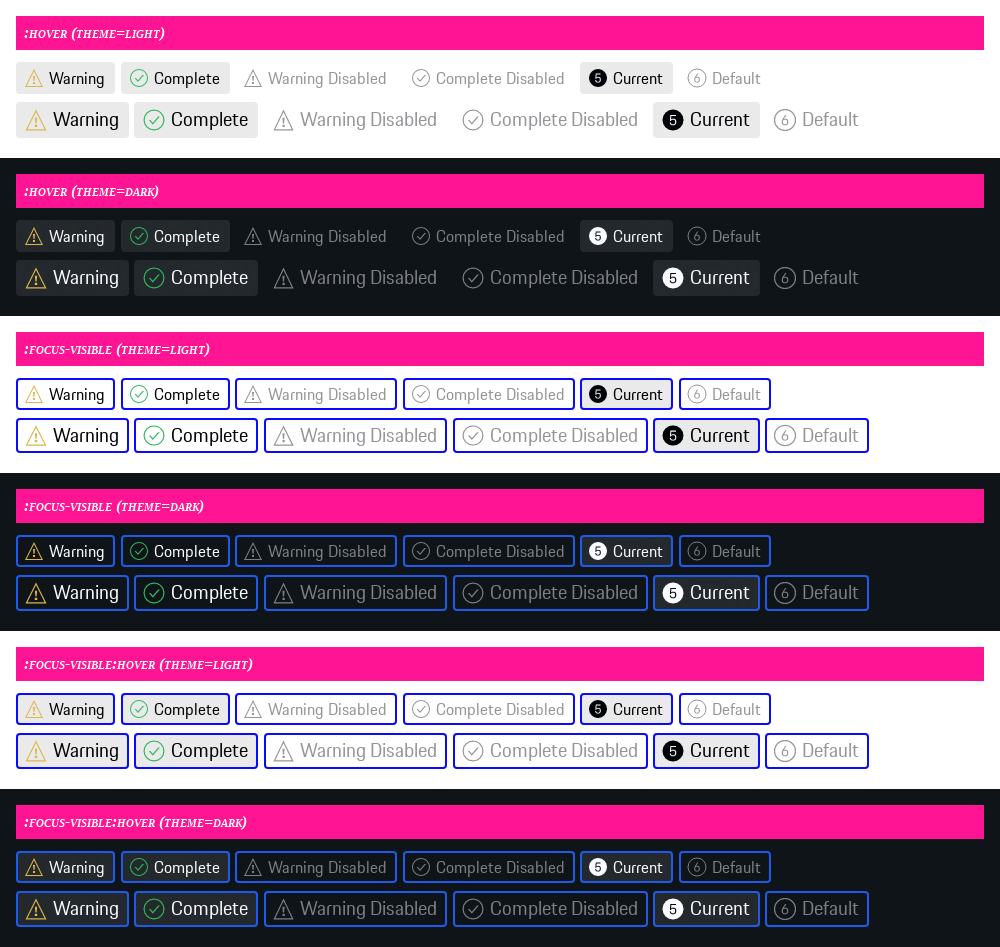 :HOVER (THEME=LIGHT)
Warning Complete Warning Disabled Complete Disabled 5 Current 6 Default
Warning Complete Warning Disabled Complete Disabled 5 Current 6 Default
:HOVER (THEME=DARK)
Warning Complete Warning Disabled Complete Disabled 5 Current 6 Default
Warning Complete Warning Disabled Complete Disabled 5 Current 6 Default
:FOCUS-VISIBLE (THEME=LIGHT)
Warning Complete Warning Disabled Complete Disabled 5 Current 6 Default
Warning Complete Warning Disabled Complete Disabled 5 Current 6 Default
:FOCUS-VISIBLE (THEME=DARK)
Warning Complete Warning Disabled Complete Disabled 5 Current 6 Default
Warning Complete Warning Disabled Complete Disabled 5 Current 6 Default
:FOCUS-VISIBLE:HOVER (THEME=LIGHT)
Warning Complete Warning Disabled Complete Disabled 5 Current 6 Default
Warning Complete Warning Disabled Complete Disabled 5 Current 6 Default
:FOCUS-VISIBLE:HOVER (THEME=DARK)
Warning Complete Warning Disabled Complete Disabled 5 Current 6 Default
Warning Complete Warning Disabled Complete Disabled 5 Current 6 Default